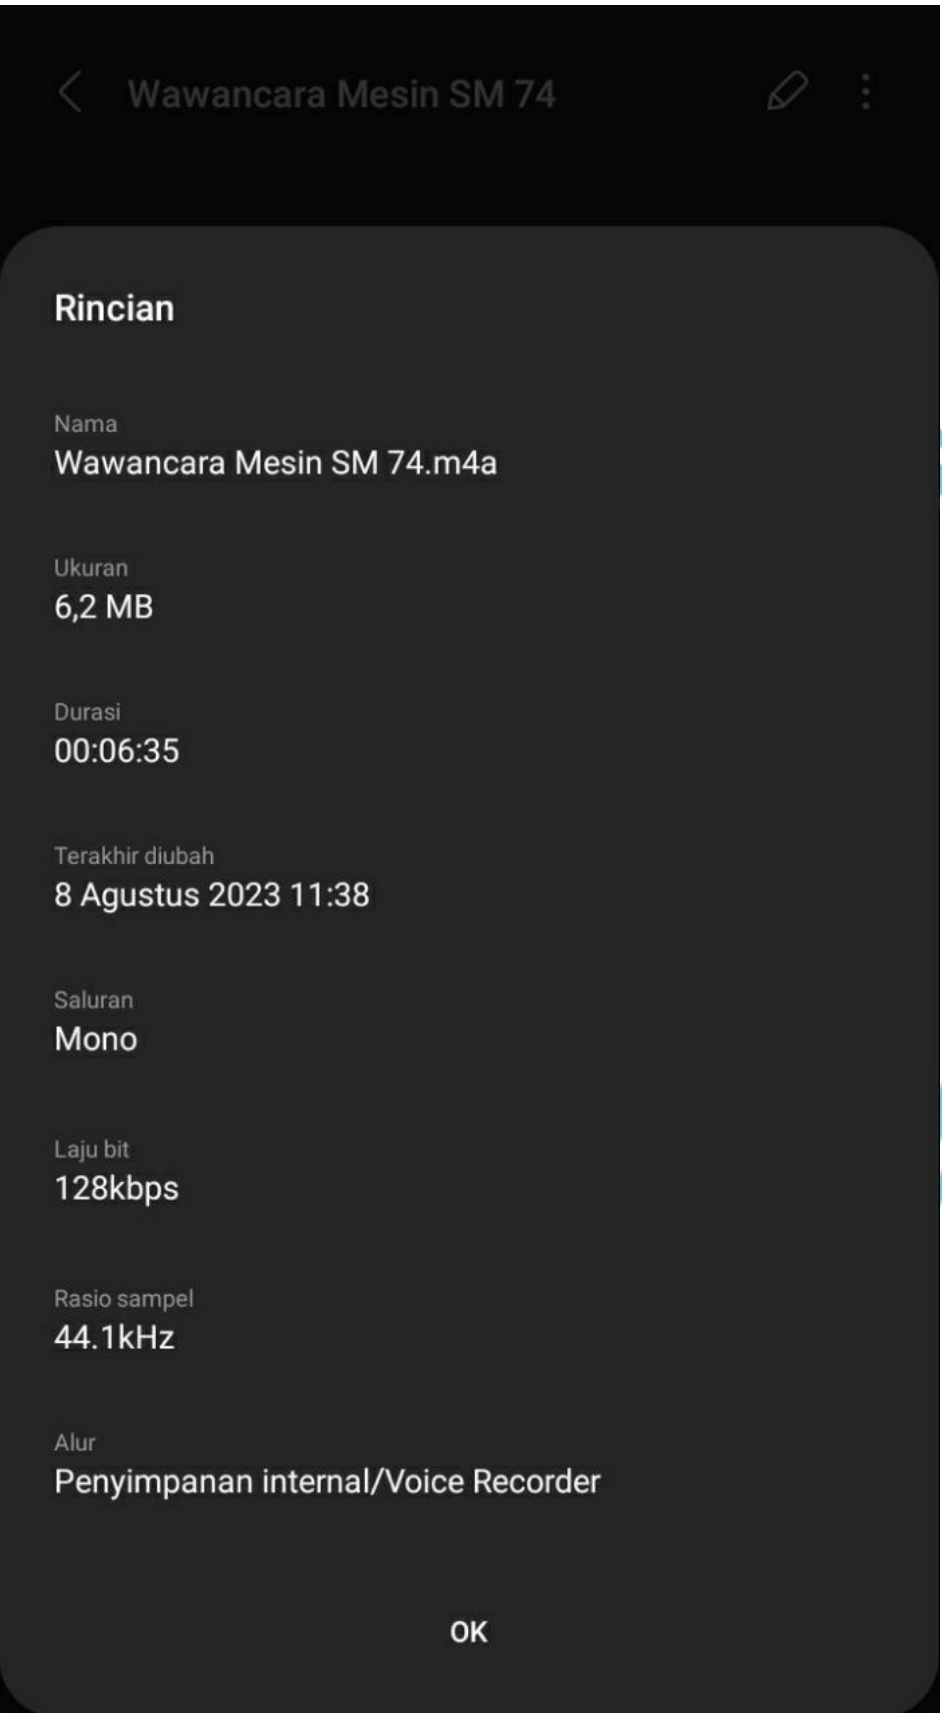 Wawancara Mesin SM 74
Rincian
Nama
Wawancara Mesin SM 74.m4a
Ukuran
6,2 MB
Durasi
00:06:35
Terakhir diubah
8 Agustus 2023 11:38
Saluran
Mono
Laju bit
128kbps
Rasio sampel
44.1kHz
Alur
Penyimpanan internal/Voice Recorder
OK